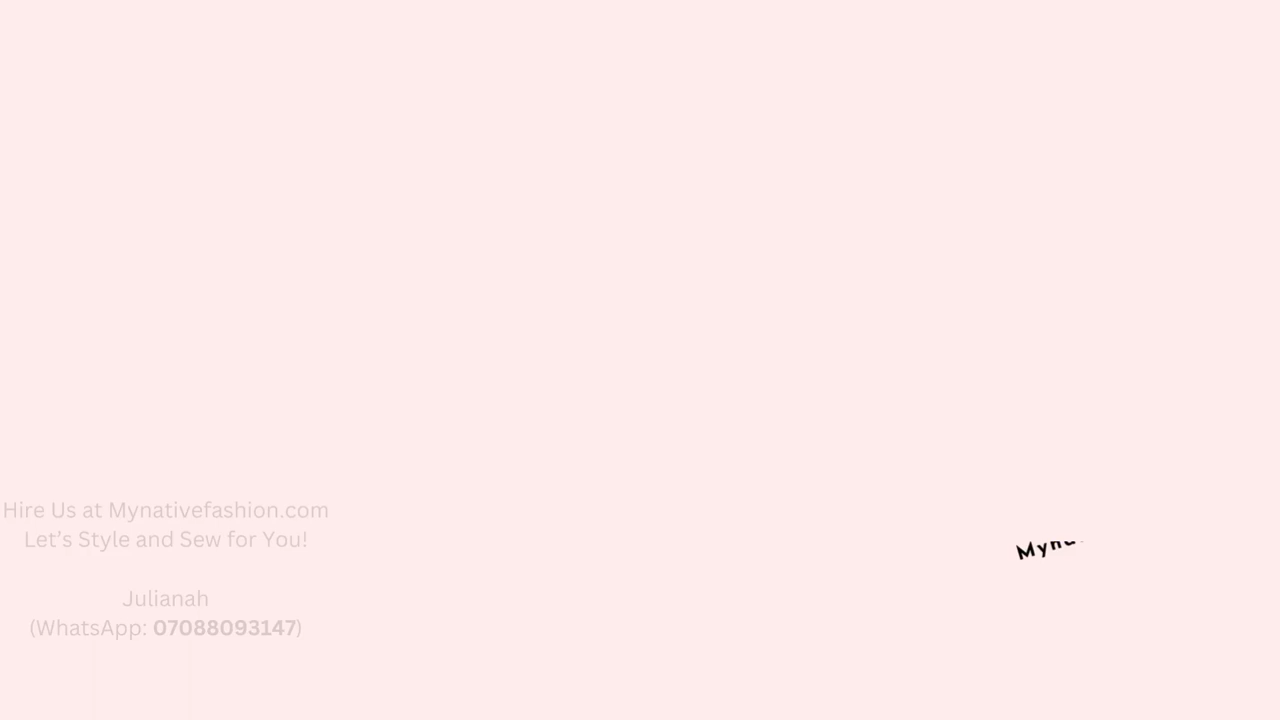 Hire Us at Mynativefashion.com
Let's Style and Sew for You!
Julianah
(WhatsApp: 07088093147)